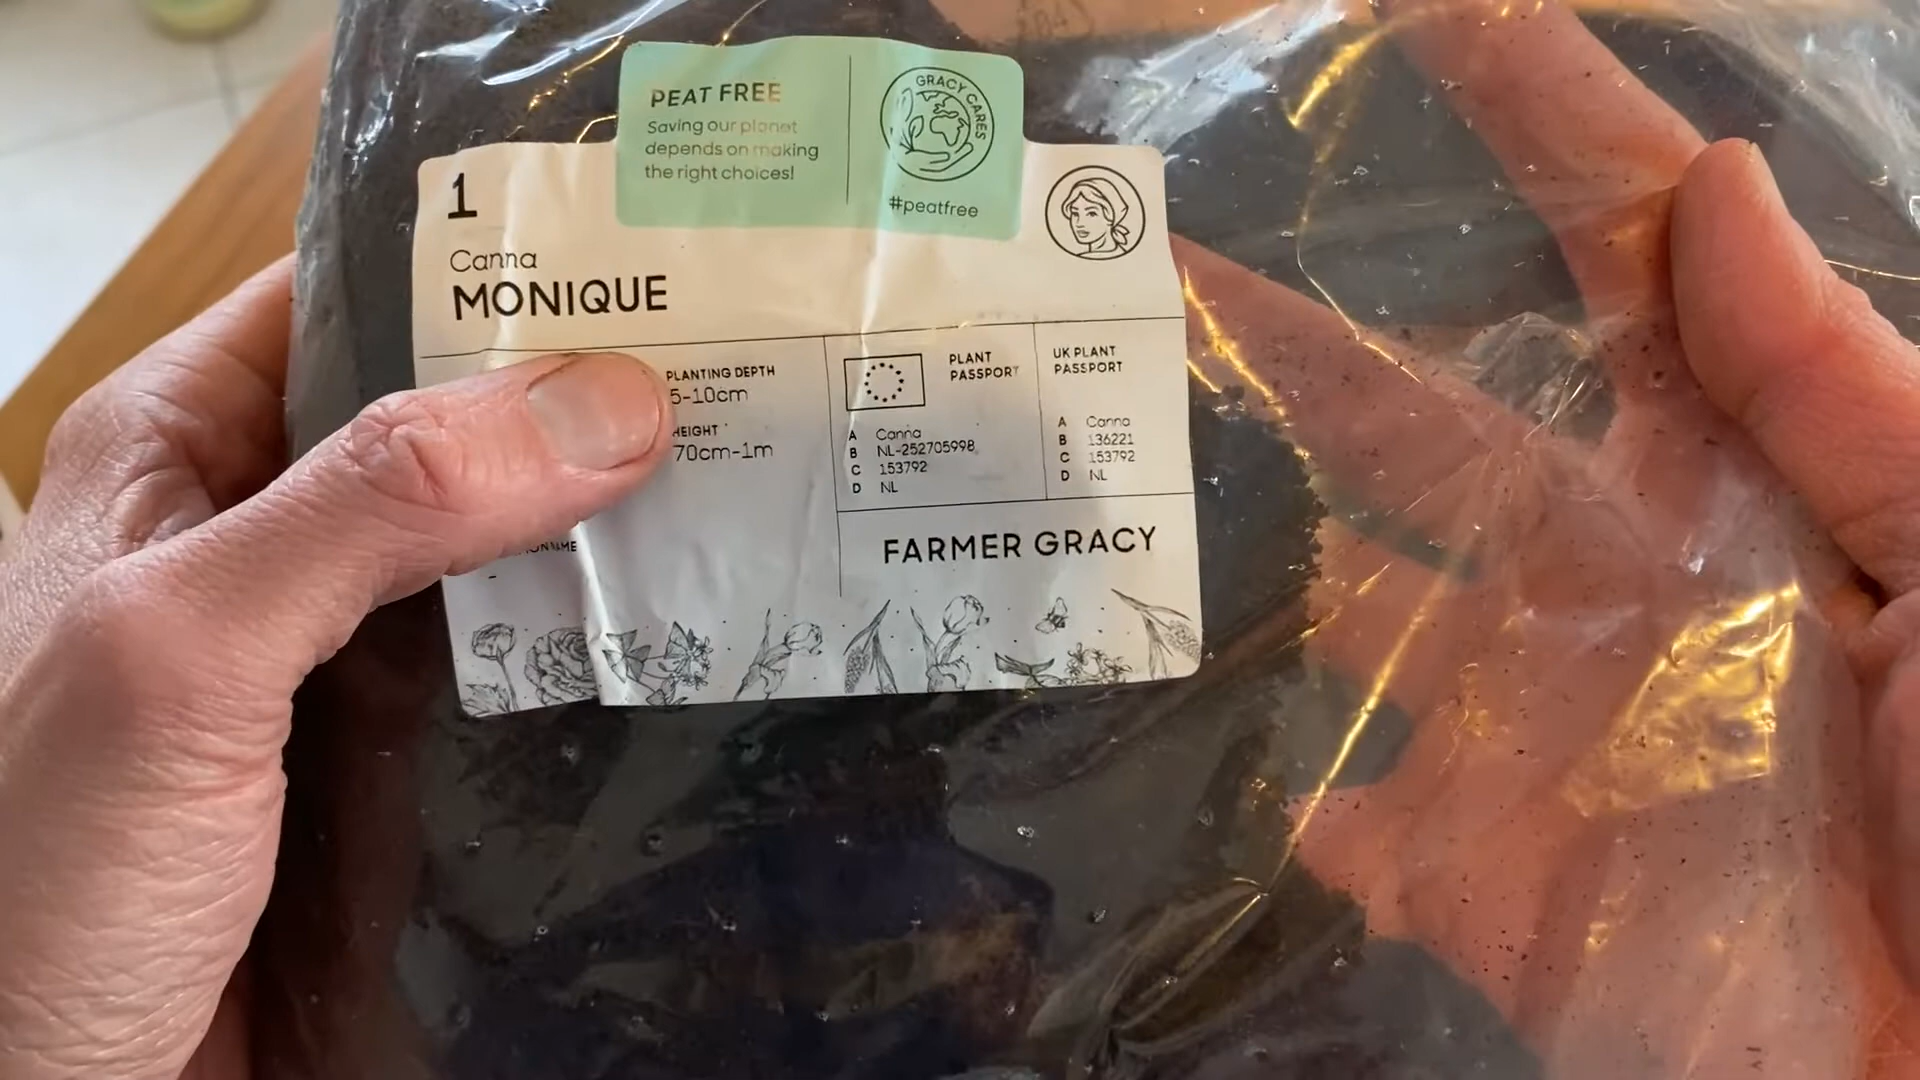 PEAT FREE
Saving our planet
depends on making
the right choices!
GRACY CARES
#peatfree
1
Canna
MONIQUE
PLANTING DEPTH
5-10cm
HEIGHT
70cm-1m
PLANT
PASSPORT
A Canna
B NL-252705998
C 153792
D NL
UK PLANT
PASSPORT
A Canna
B 136221
C 153792
D NL
FARMER GRACY
-